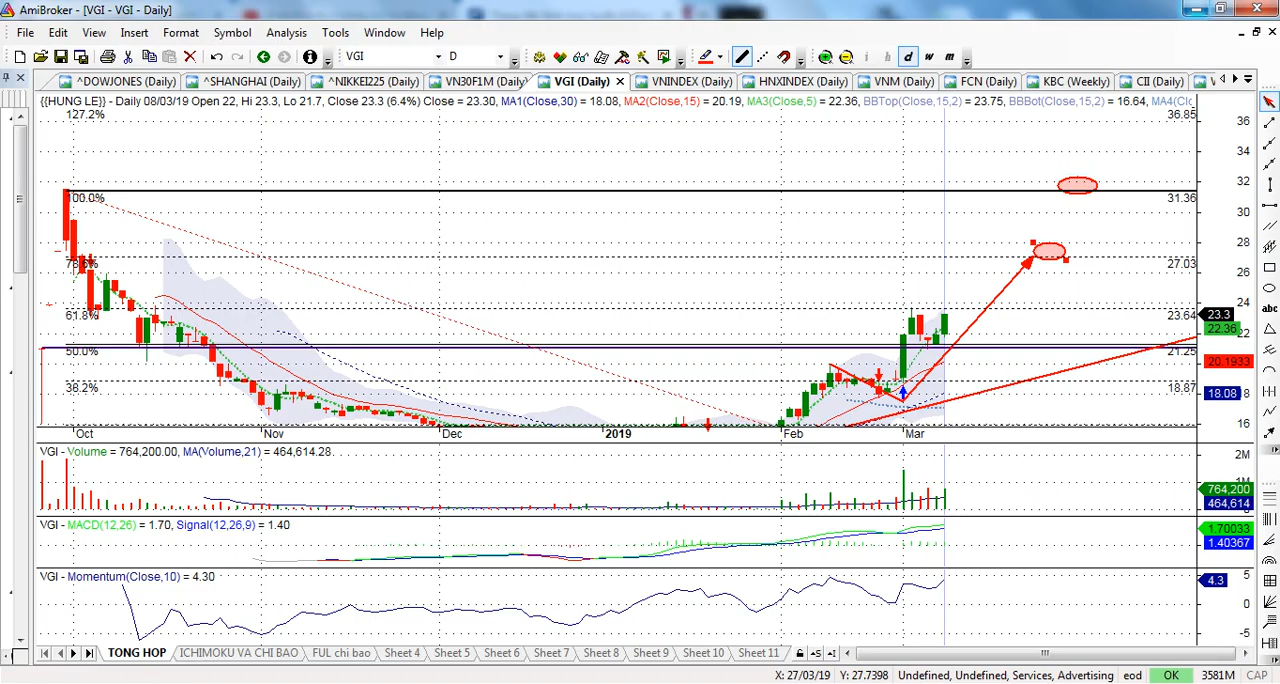 AmiBroker - [VGI - VGI - Daily]
File Edit View Insert Format Symbol Analysis Tools Window Help
VGI D i h d w m
^DOWJONES (Daily) ^SHANGHAI (Daily) ^NIKKEI225 (Daily) VN30F1M (Daily) VGI (Daily) VNINDEX (Daily) HNXINDEX (Daily) VNM (Daily) FCN (Daily) KBC (Weekly) CII (Daily)
{{HUNG LE}} - Daily 08/03/19 Open 22, Hi 23.3, Lo 21.7, Close 23.3 (6.4%) Close = 23.30, MA1(Close,30) = 18.08, MA2(Close,15) = 20.19, MA3(Close,5) = 22.36, BBTop(Close,15,2) = 23.75, BBBot(Close,15,2) = 16.64, MA4(Clc
127.2% 36.85 36
34
32
100.0% 31.36
30
28
78.6% 27.03
26
24
61.8% 23.64 23.3
22.36 22
50.0% 21.25
20.1933
38.2% 18.87
18.08 8
16
Oct Nov Dec 2019 Feb Mar
VGI - Volume = 764,200.00, MA(Volume,21) = 464,614.28
2M
1M
764,200
464,614
VGI - MACD(12,26) = 1.70, Signal(12,26,9) = 1.40
1.70033
1.40367
VGI - Momentum(Close,10) = 4.30
5
4.3
0
-5
TONG HOP ICHIMOKU VA CHI BAO FUL chi bao Sheet 4 Sheet 5 Sheet 6 Sheet 7 Sheet 8 Sheet 9 Sheet 10 Sheet 11
X: 27/03/19 Y: 27.7398 Undefined, Undefined, Services, Advertising eod OK 3581M CAP
abc